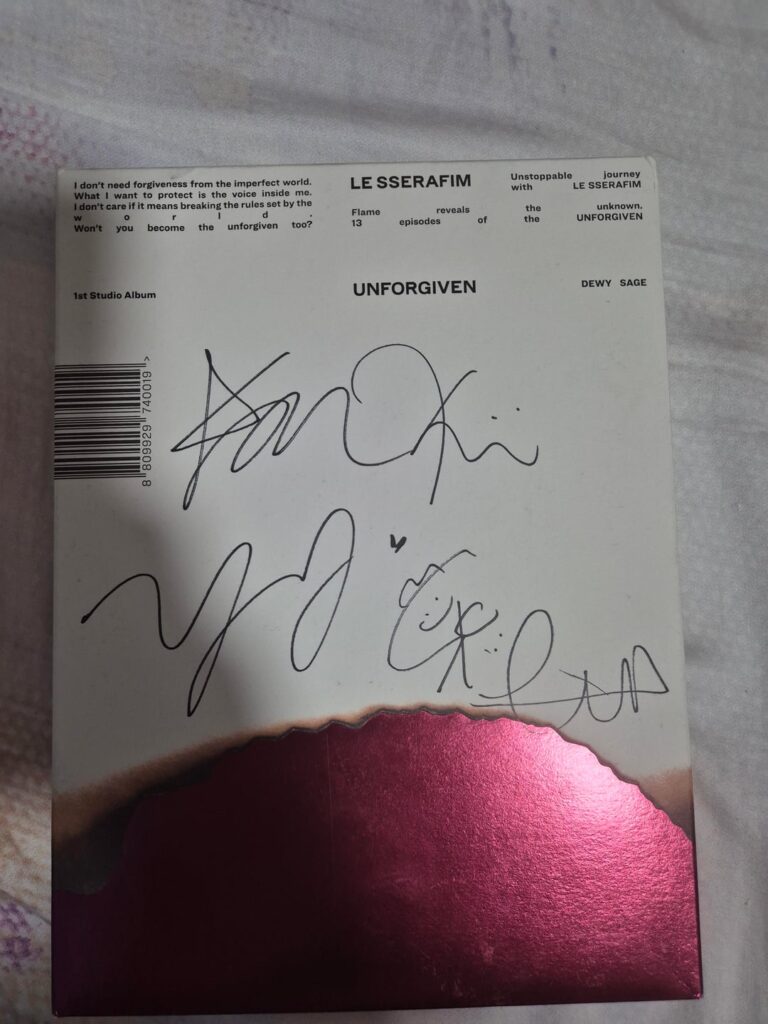 I don't need forgiveness from the imperfect world.
What I want to protect is the voice inside me.
I don't care if it means breaking the rules set by the
w o r l d .
Won't you become the unforgiven too?
LE SSERAFIM
Flame reveals the unknown.
13 episodes of the UNFORGIVEN
Unstoppable journey
with LE SSERAFIM
1st Studio Album
UNFORGIVEN
DEWY SAGE
8 809929 740019 >